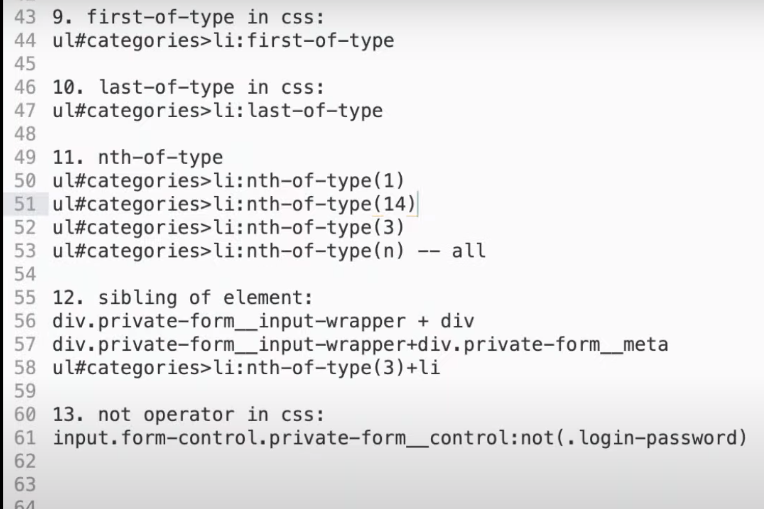 43 9. first-of-type in css:
44 ul#categories>li:first-of-type
45
46 10. last-of-type in css:
47 ul#categories>li:last-of-type
48
49 11. nth-of-type
50 ul#categories>li:nth-of-type(1)
51 ul#categories>li:nth-of-type(14)
52 ul#categories>li:nth-of-type(3)
53 ul#categories>li:nth-of-type(n) -- all
54
55 12. sibling of element:
56 div.private-form__input-wrapper + div
57 div.private-form__input-wrapper+div.private-form__meta
58 ul#categories>li:nth-of-type(3)+li
59
60 13. not operator in css:
61 input.form-control.private-form__control:not(.login-password)
62
63
64